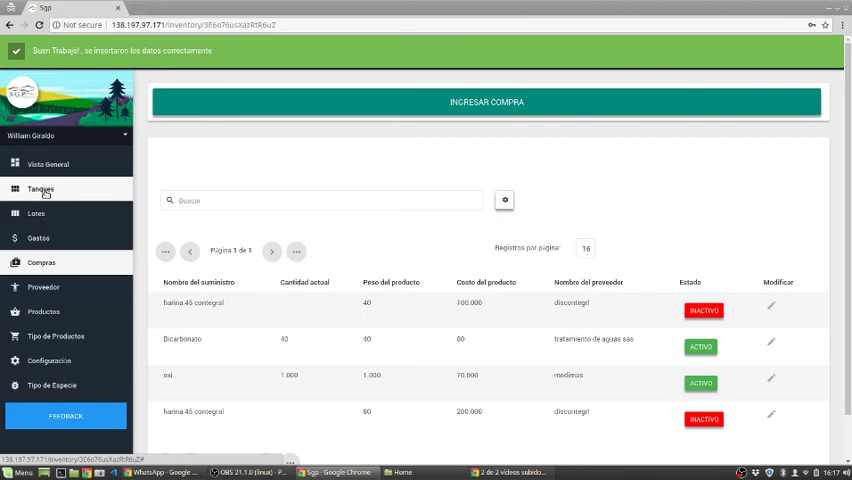 Sgp
Not secure 138.197.97.171/inventory/3E6o76usXazRtR6uZ
Buen Trabajo! , se insertaron los datos correctamente
S.G.P
INGRESAR COMPRA
William Giraldo
Vista General
Tanques
Lotes
Gastos
Compras
Proveedor
Productos
Tipo de Productos
Configuración
Tipo de Especie
FEEDBACK
Buscar
Página 1 de 1
Registros por página: 16
Nombre del suministro Cantidad actual Peso del producto Costo del producto Nombre del proveedor Estada Modificar
harina 45 contegral 40 100.000 discontegrl INACTIVO
Bicarbonato 40 40 80 tratamiento de aguas sas ACTIVO
oxi 1.000 1.000 70.000 medimas ACTIVO
harina 45 contegral 80 200.000 discontegrl INACTIVO
138.197.97.171/inventory/3E6o76usXazRtR6uZ#
Menu WhatsApp - Google ... OBS 21.1.0 (linux) - P... Sgp - Google Chrome Home 2 de 2 vídeos subido... 16:17